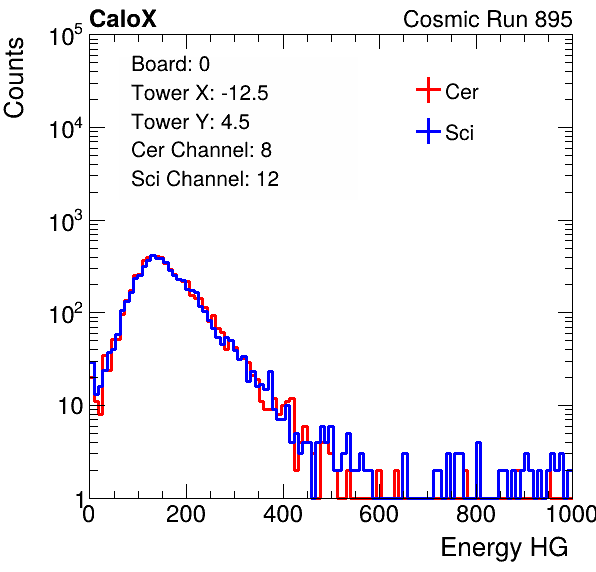 CaloX Cosmic Run 895
Counts
10^5
10^4
10^3
10^2
10
1
Board: 0
Tower X: -12.5
Tower Y: 4.5
Cer Channel: 8
Sci Channel: 12
Cer
Sci
0 200 400 600 800 1000
Energy HG